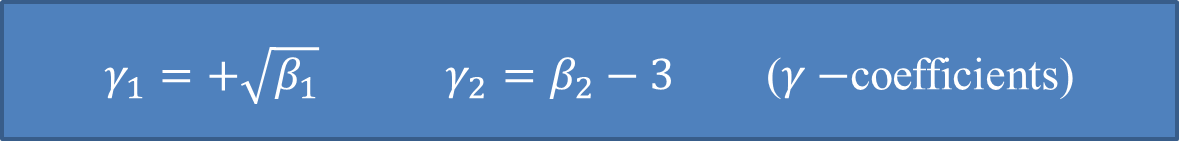 γ₁ = +√β₁ γ₂ = β₂ − 3 (γ −coefficients)